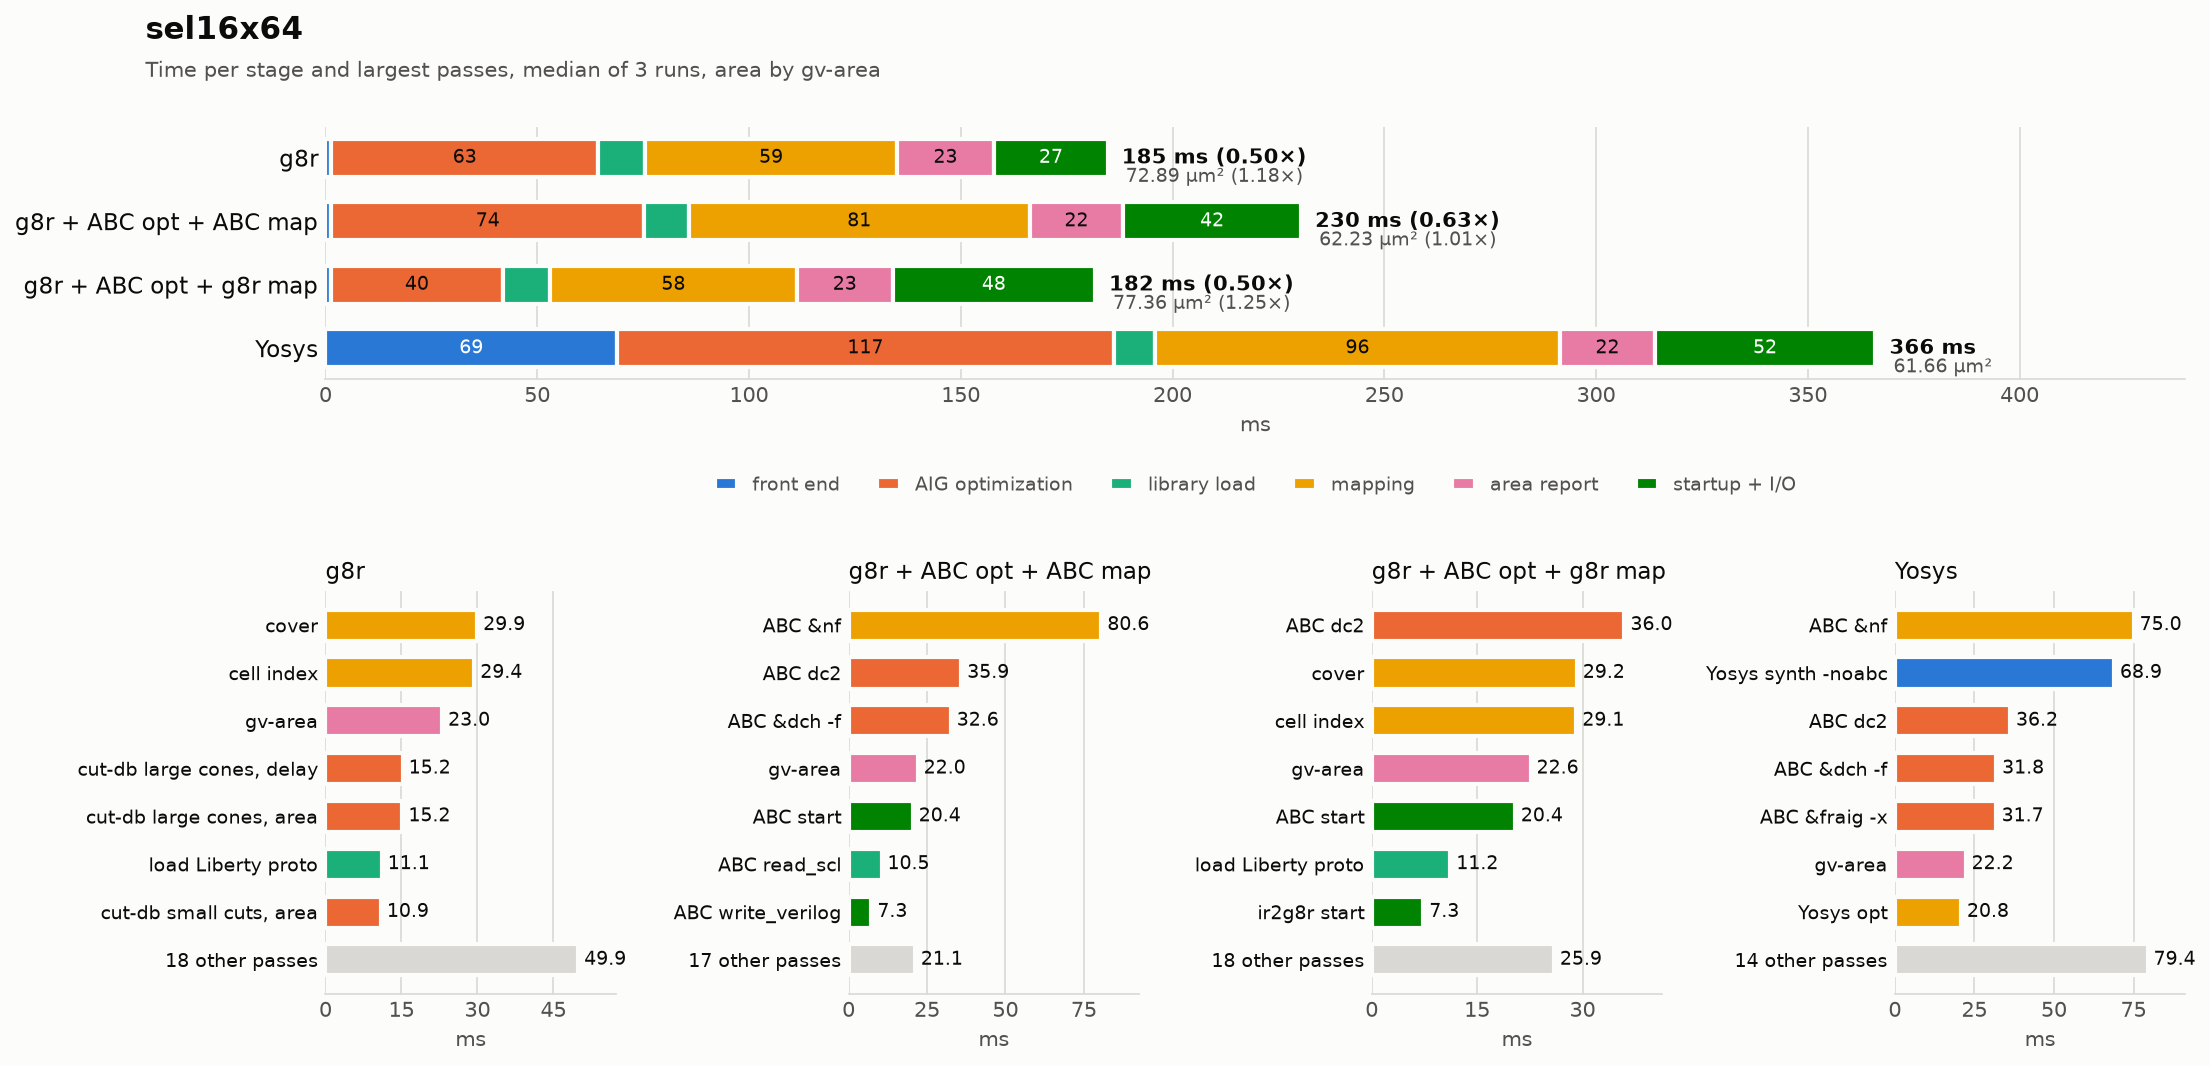 sel16x64
Time per stage and largest passes, median of 3 runs, area by gv-area
g8r 63 59 23 27 185 ms (0.50×)
72.89 µm² (1.18×)
g8r + ABC opt + ABC map 74 81 22 42 230 ms (0.63×)
62.23 µm² (1.01×)
g8r + ABC opt + g8r map 40 58 23 48 182 ms (0.50×)
77.36 µm² (1.25×)
Yosys 69 117 96 22 52 366 ms
61.66 µm²
0 50 100 150 200 250 300 350 400
ms
front end AIG optimization library load mapping area report startup + I/O
g8r
cover 29.9
cell index 29.4
gv-area 23.0
cut-db large cones, delay 15.2
cut-db large cones, area 15.2
load Liberty proto 11.1
cut-db small cuts, area 10.9
18 other passes 49.9
0 15 30 45
ms
g8r + ABC opt + ABC map
ABC &nf 80.6
ABC dc2 35.9
ABC &dch -f 32.6
gv-area 22.0
ABC start 20.4
ABC read_scl 10.5
ABC write_verilog 7.3
17 other passes 21.1
0 25 50 75
ms
g8r + ABC opt + g8r map
ABC dc2 36.0
cover 29.2
cell index 29.1
gv-area 22.6
ABC start 20.4
load Liberty proto 11.2
ir2g8r start 7.3
18 other passes 25.9
0 15 30
ms
Yosys
ABC &nf 75.0
Yosys synth -noabc 68.9
ABC dc2 36.2
ABC &dch -f 31.8
ABC &fraig -x 31.7
gv-area 22.2
Yosys opt 20.8
14 other passes 79.4
0 25 50 75
ms